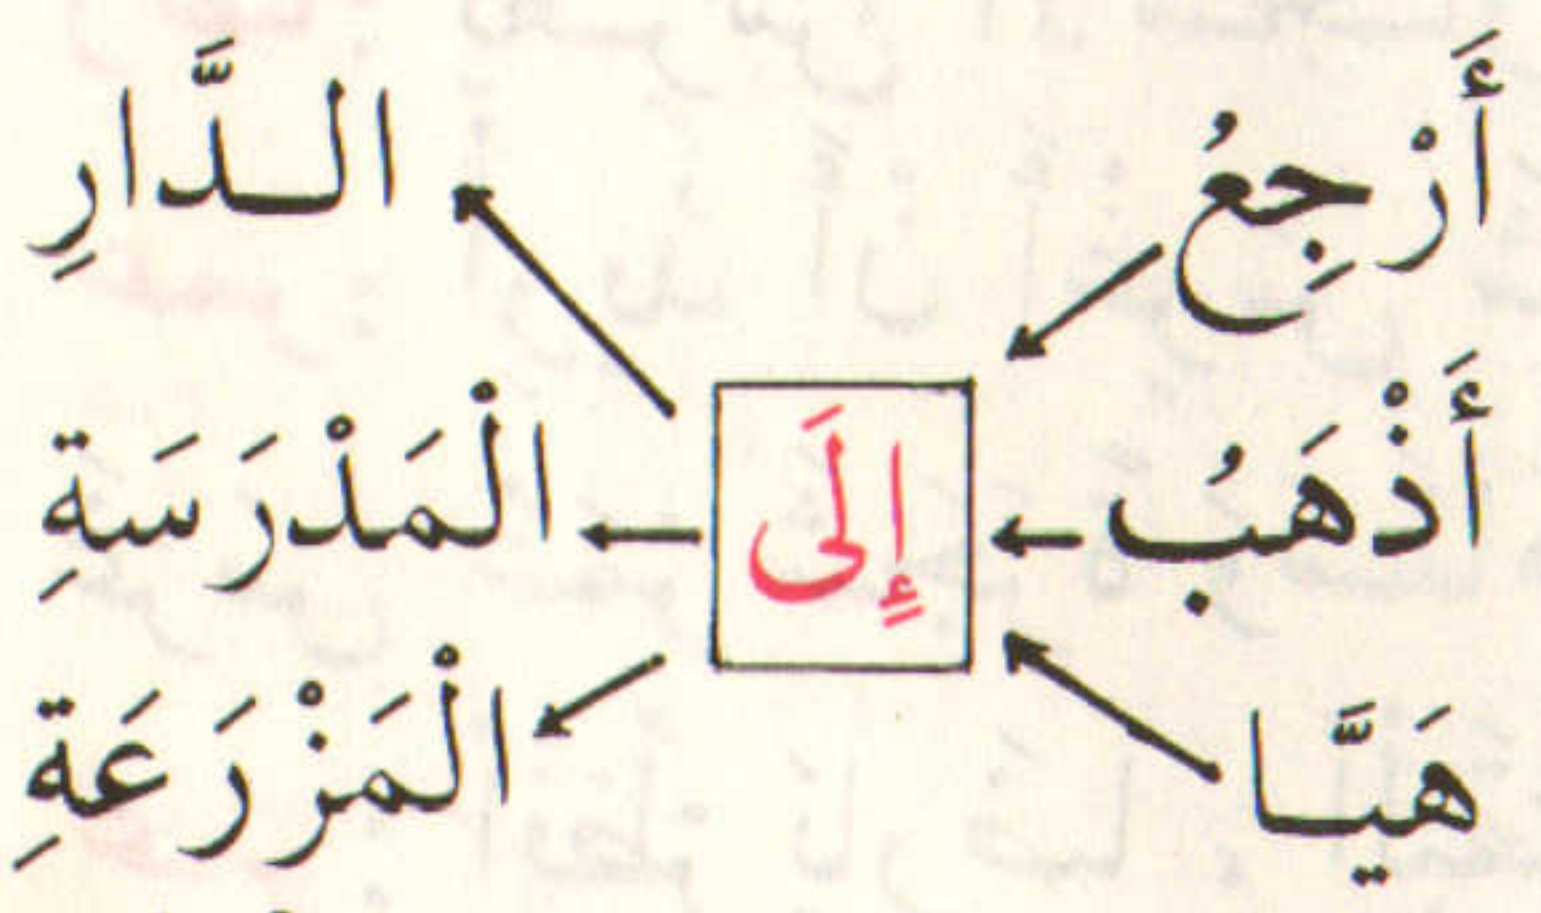 أَرْجِعُ الـدَّارِ
أَذْهَبُ إِلَى الْمَدْرَسَةِ
هَيَّـا الْمَزْرَعَةِ